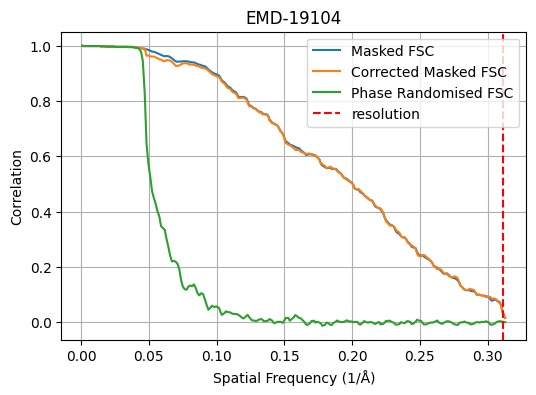 EMD-19104
Masked FSC
Corrected Masked FSC
Phase Randomised FSC
resolution
Correlation
1.0
0.8
0.6
0.4
0.2
0.0
0.00 0.05 0.10 0.15 0.20 0.25 0.30
Spatial Frequency (1/Å)